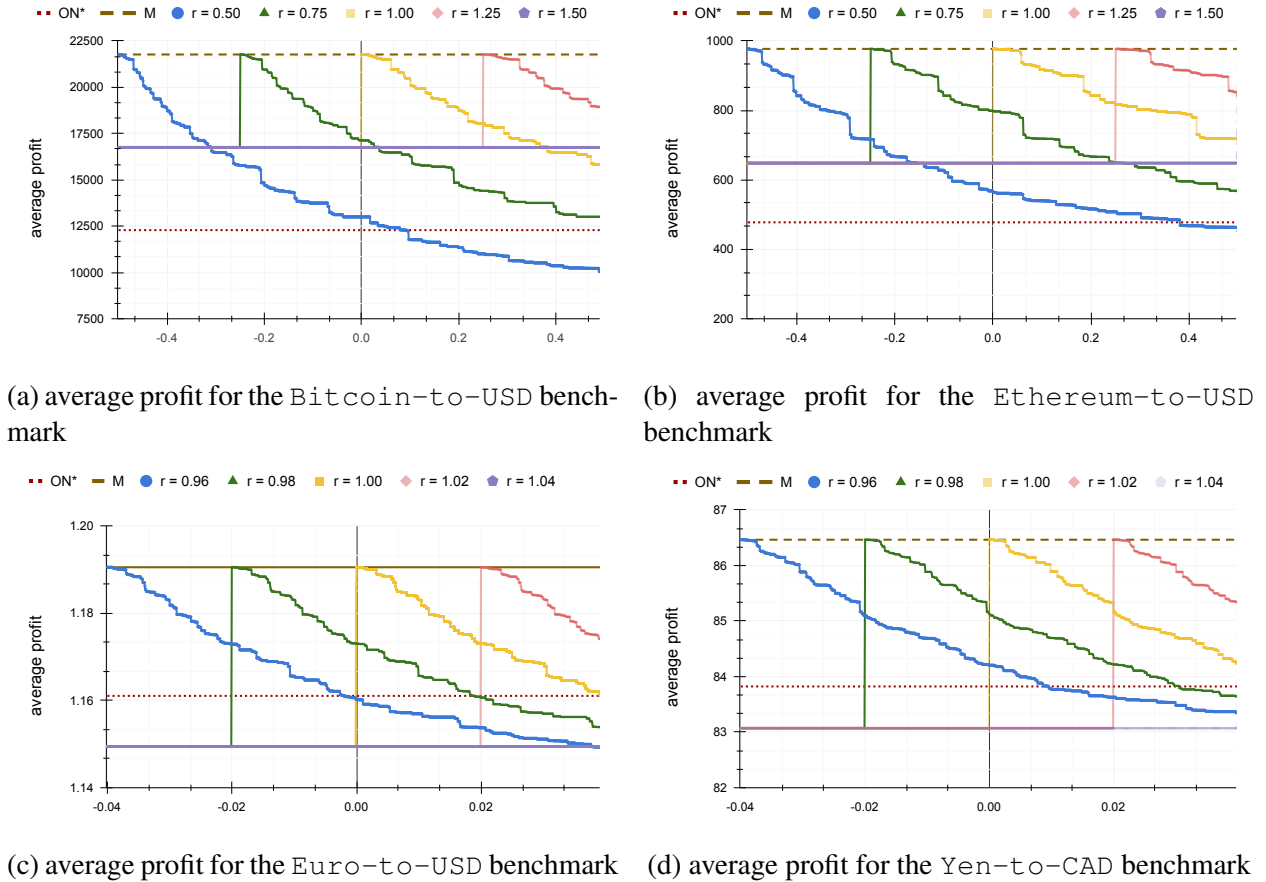 ON* M r = 0.50 r = 0.75 r = 1.00 r = 1.25 r = 1.50
22500
20000
17500
15000
12500
10000
7500
average profit
-0.4 -0.2 0.0 0.2 0.4
(a) average profit for the Bitcoin-to-USD bench-
mark
ON* M r = 0.50 r = 0.75 r = 1.00 r = 1.25 r = 1.50
1000
800
600
400
200
average profit
-0.4 -0.2 0.0 0.2 0.4
(b) average profit for the Ethereum-to-USD
benchmark
ON* M r = 0.96 r = 0.98 r = 1.00 r = 1.02 r = 1.04
1.20
1.18
1.16
1.14
average profit
-0.04 -0.02 0.00 0.02
(c) average profit for the Euro-to-USD benchmark
ON* M r = 0.96 r = 0.98 r = 1.00 r = 1.02 r = 1.04
87
86
85
84
83
82
average profit
-0.04 -0.02 0.00 0.02
(d) average profit for the Yen-to-CAD benchmark